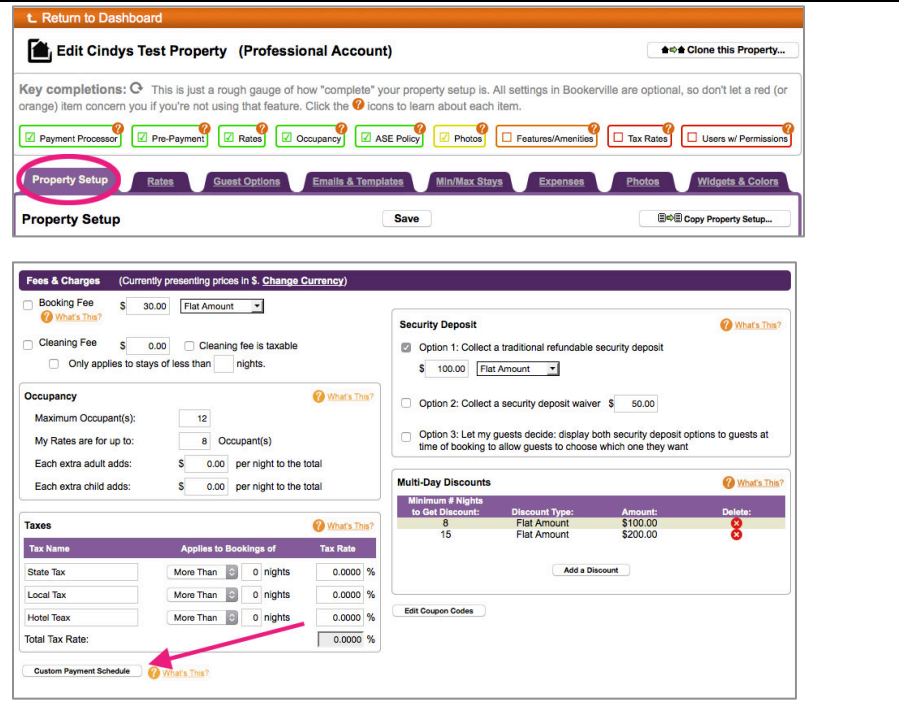 Return to Dashboard
Edit Cindys Test Property (Professional Account)
Clone this Property...
Key completions: This is just a rough gauge of how "complete" your property setup is. All settings in Bookerville are optional, so don't let a red (or
orange) item concern you if you're not using that feature. Click the ? icons to learn about each item.
Payment Processor ? Pre-Payment ? Rates ? Occupancy ? ASE Policy ? Photos ? Features/Amenities ? Tax Rates ? Users w/ Permissions ?
Property Setup Rates Guest Options Emails & Templates Min/Max Stays Expenses Photos Widgets & Colors
Property Setup Save Copy Property Setup...
Fees & Charges (Currently presenting prices in $. Change Currency)
Booking Fee $ 30.00 Flat Amount
? What's This?
Cleaning Fee $ 0.00 Cleaning fee is taxable
Only applies to stays of less than nights.
Occupancy ? What's This?
Maximum Occupant(s): 12
My Rates are for up to: 8 Occupant(s)
Each extra adult adds: $ 0.00 per night to the total
Each extra child adds: $ 0.00 per night to the total
Taxes ? What's This?
Tax Name Applies to Bookings of Tax Rate
State Tax More Than 0 nights 0.0000 %
Local Tax More Than 0 nights 0.0000 %
Hotel Teax More Than 0 nights 0.0000 %
Total Tax Rate: 0.0000 %
Custom Payment Schedule ? What's This?
Security Deposit ? What's This?
Option 1: Collect a traditional refundable security deposit
$ 100.00 Flat Amount
Option 2: Collect a security deposit waiver $ 50.00
Option 3: Let my guests decide: display both security deposit options to guests at
time of booking to allow guests to choose which one they want
Multi-Day Discounts ? What's This?
Minimum # Nights
to Get Discount: Discount Type: Amount: Delete:
8 Flat Amount $100.00
15 Flat Amount $200.00
Add a Discount
Edit Coupon Codes